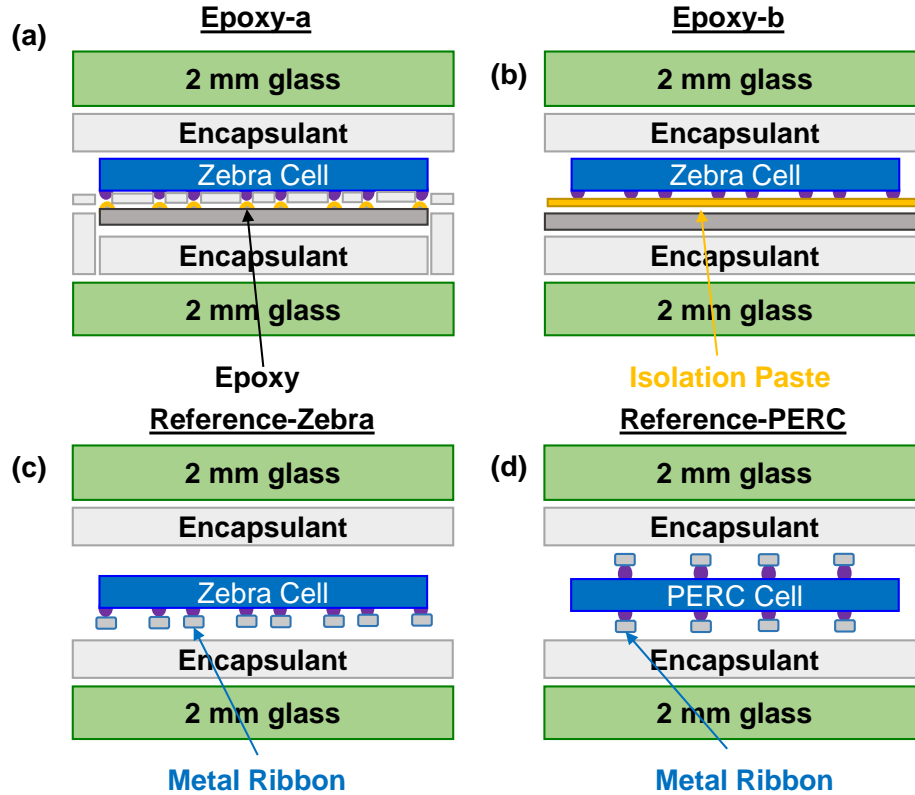 (a)
Epoxy-a
2 mm glass
Encapsulant
Zebra Cell
Encapsulant
2 mm glass
Epoxy
(b)
Epoxy-b
2 mm glass
Encapsulant
Zebra Cell
Encapsulant
2 mm glass
Isolation Paste
(c)
Reference-Zebra
2 mm glass
Encapsulant
Zebra Cell
Encapsulant
2 mm glass
Metal Ribbon
(d)
Reference-PERC
2 mm glass
Encapsulant
PERC Cell
Encapsulant
2 mm glass
Metal Ribbon